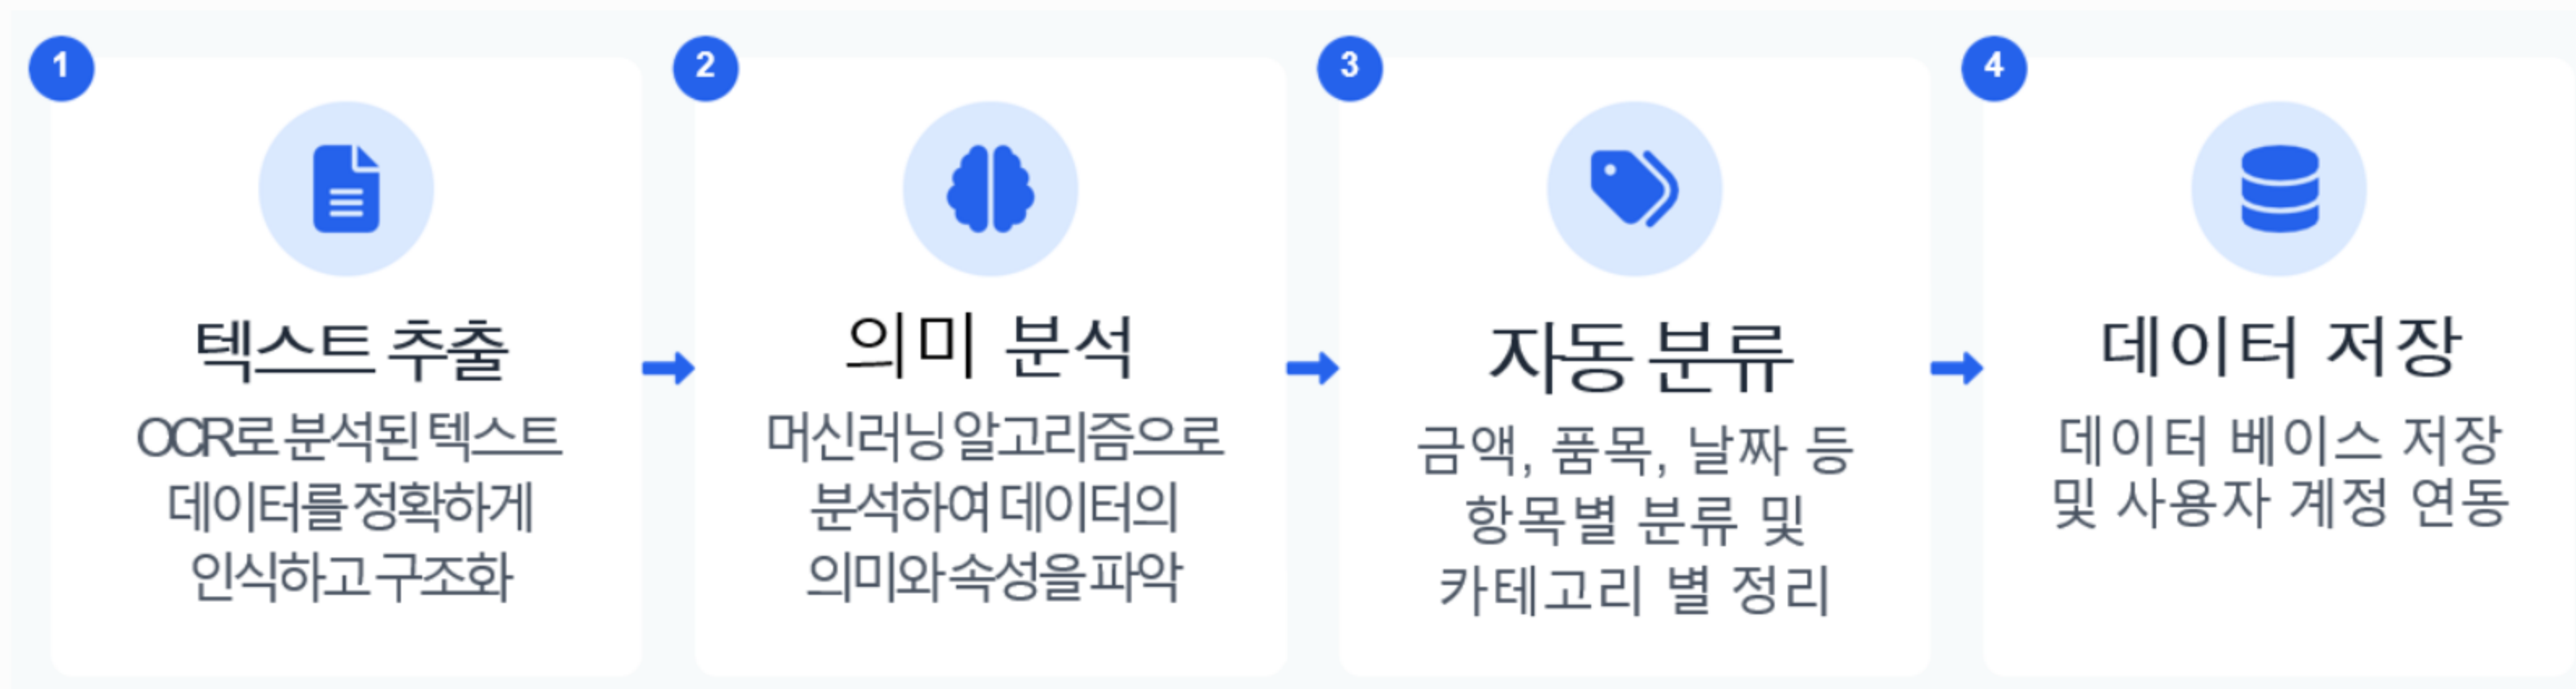 1
텍스트 추출
OCR로 분석된 텍스트
데이터를 정확하게
인식하고 구조화
2
의미 분석
머신러닝 알고리즘으로
분석하여 데이터의
의미와 속성을 파악
3
자동 분류
금액, 품목, 날짜 등
항목별 분류 및
카테고리 별 정리
4
데이터 저장
데이터 베이스 저장
및 사용자 계정 연동